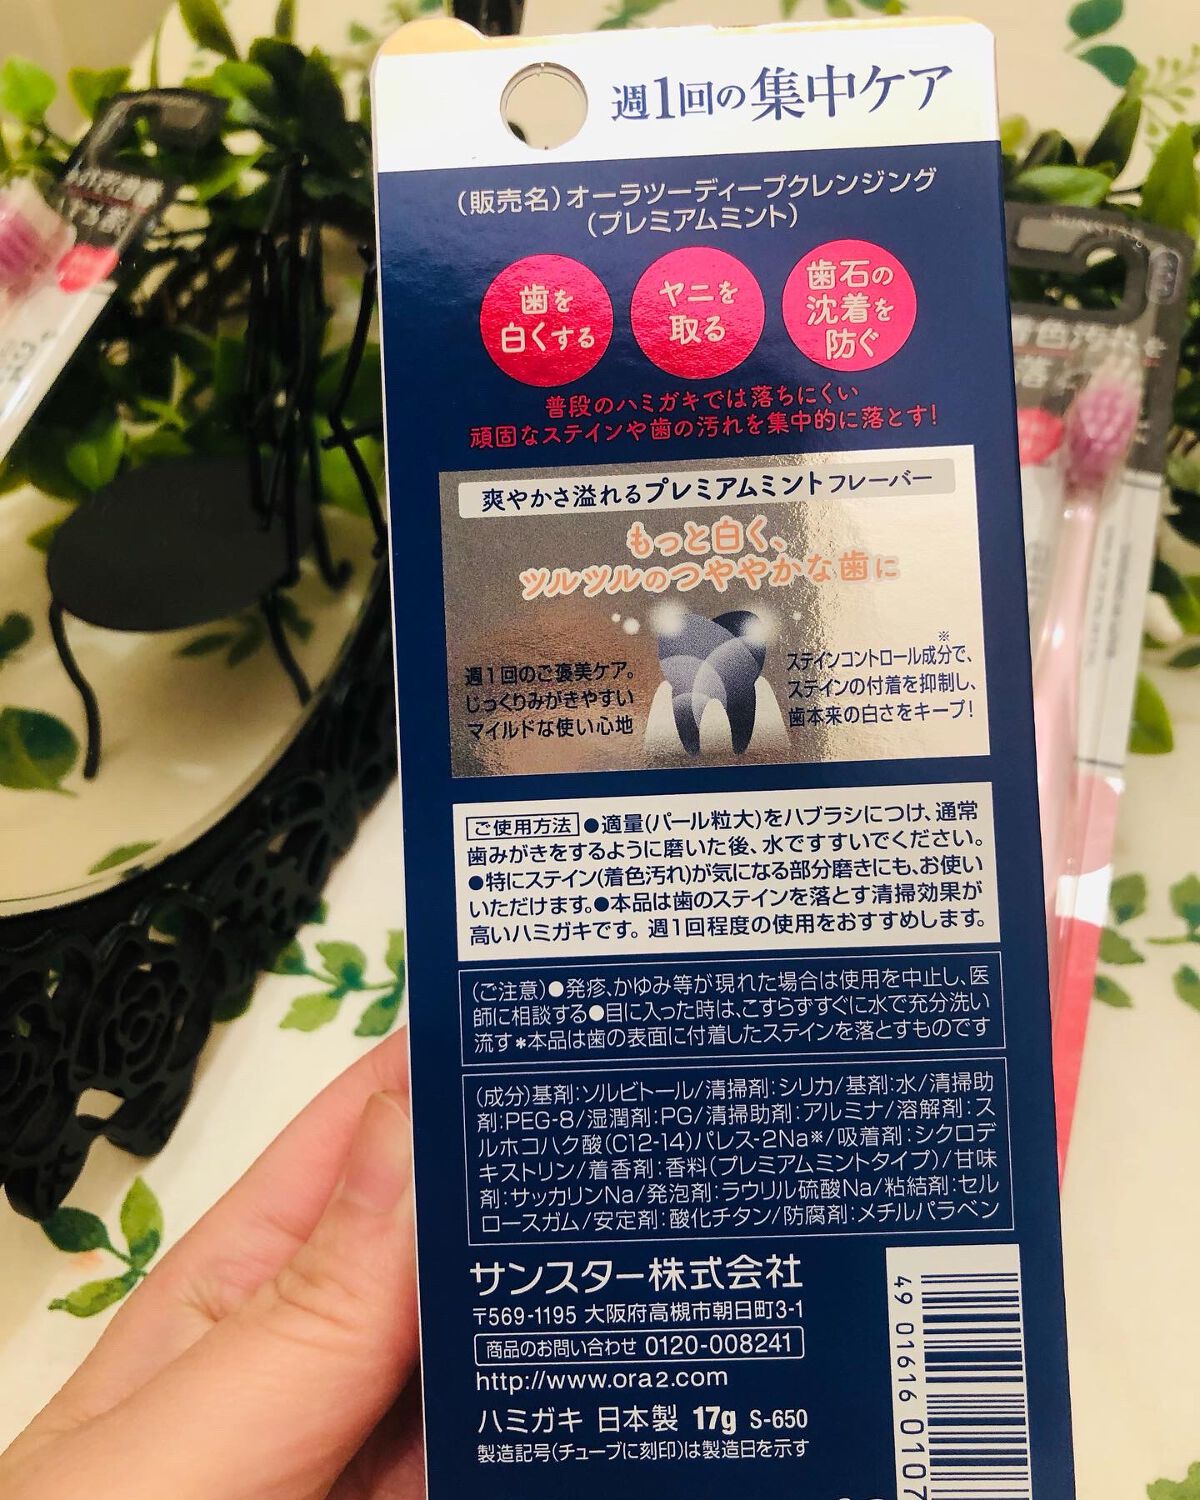 週1回の集中ケア
(販売名)オーラツーディープクレンジング
(プレミアムミント)
歯を
白くする
ヤニを
取る
歯石の
沈着を
防ぐ
普段のハミガキでは落ちにくい
頑固なステインや歯の汚れを集中的に落とす!
爽やかさ溢れるプレミアムミントフレーバー
もっと白く、
ツルツルのつややかな歯に
週1回のご褒美ケア。
じっくりみがきやすい
マイルドな使い心地
※
ステインコントロール成分で、
ステインの付着を抑制し、
歯本来の白さをキープ!
ご使用方法 ●適量(パール粒大)をハブラシにつけ、通常
歯みがきをするように磨いた後、水ですすいでください。
●特にステイン(着色汚れ)が気になる部分磨きにも、お使い
いただけます。●本品は歯のステインを落とす清掃効果が
高いハミガキです。週1回程度の使用をおすすめします。
(ご注意)●発疹、かゆみ等が現れた場合は使用を中止し、医
師に相談する●目に入った時は、こすらずすぐに水で充分洗い
流す*本品は歯の表面に付着したステインを落とすものです
(成分)基剤:ソルビトール/清掃剤:シリカ/基剤:水/清掃助
剤:PEG-8/湿潤剤:PG/清掃助剤:アルミナ/溶解剤:ス
ルホコハク酸(C12-14)パレス-2Na※/吸着剤:シクロデ
キストリン/着香剤:香料(プレミアムミントタイプ)/甘味
剤:サッカリンNa/発泡剤:ラウリル硫酸Na/粘結剤:セル
ロースガム/安定剤:酸化チタン/防腐剤:メチルパラベン
サンスター株式会社
〒569-1195 大阪府高槻市朝日町3-1
商品のお問い合わせ 0120-008241
http://www.ora2.com
ハミガキ 日本製 17g S-650
製造記号(チューブに刻印)は製造日を示す
49 01616 0107
着色汚れを